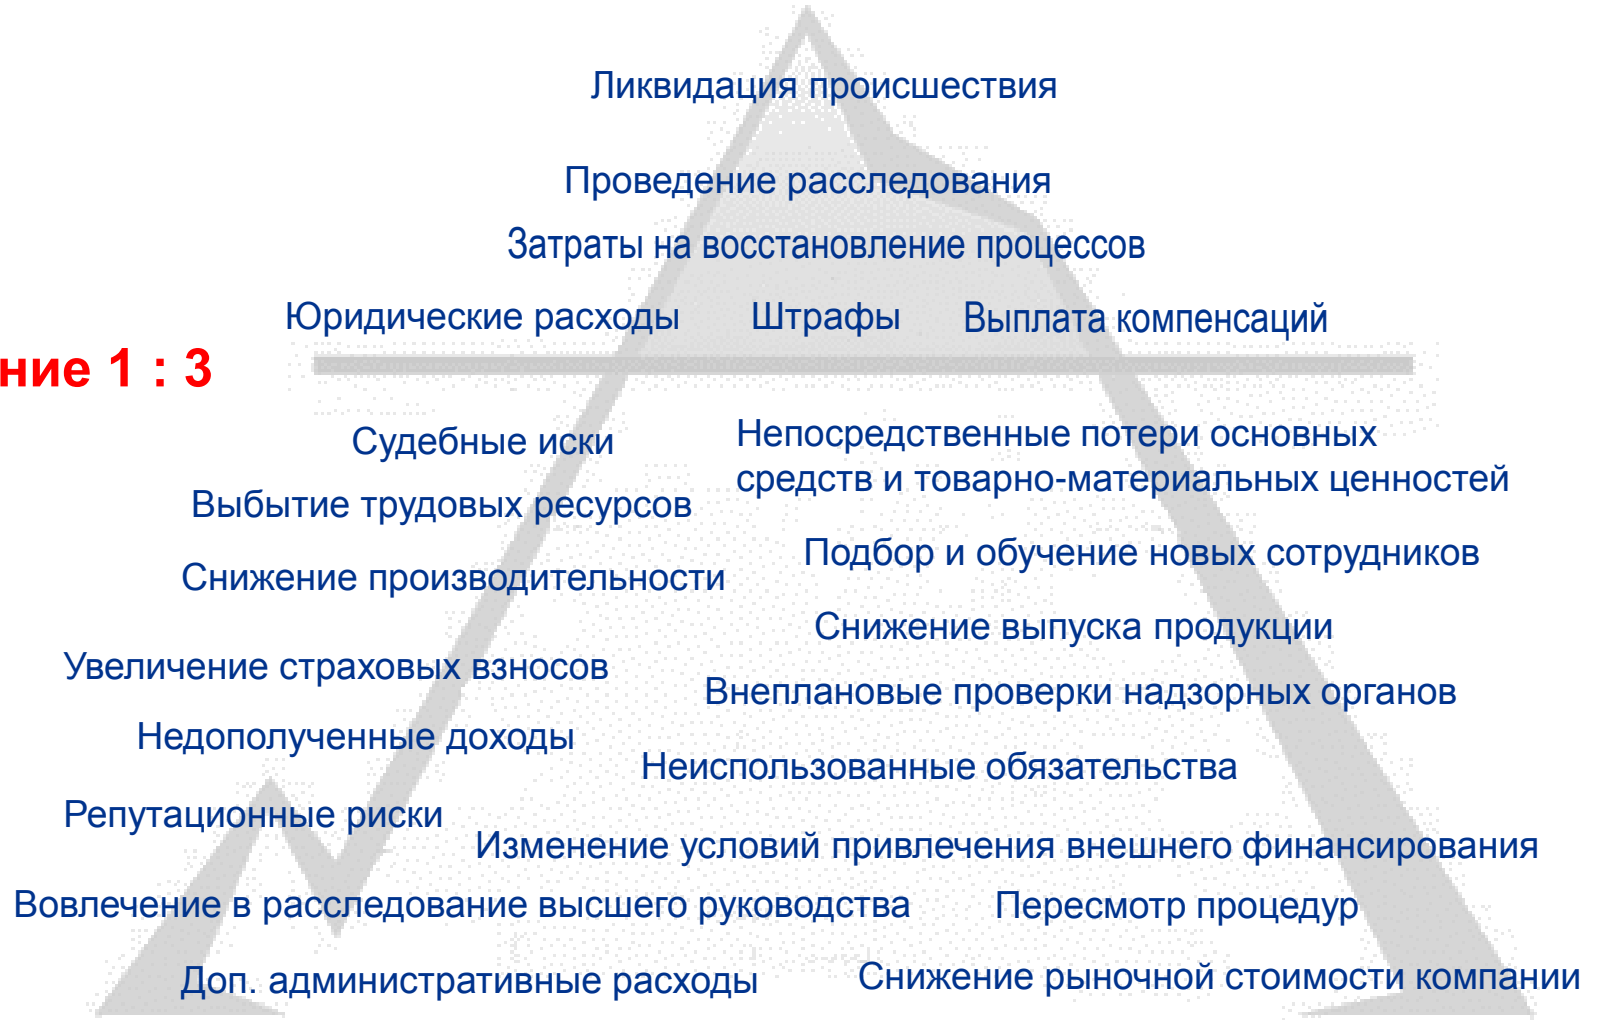 Ликвидация происшествия
Проведение расследования
Затраты на восстановление процессов
Юридические расходы Штрафы Выплата компенсаций
ние 1 : 3
Судебные иски
Непосредственные потери основных
средств и товарно-материальных ценностей
Выбытие трудовых ресурсов
Подбор и обучение новых сотрудников
Снижение производительности
Снижение выпуска продукции
Увеличение страховых взносов
Внеплановые проверки надзорных органов
Недополученные доходы
Неиспользованные обязательства
Репутационные риски
Изменение условий привлечения внешнего финансирования
Вовлечение в расследование высшего руководства Пересмотр процедур
Доп. административные расходы Снижение рыночной стоимости компании